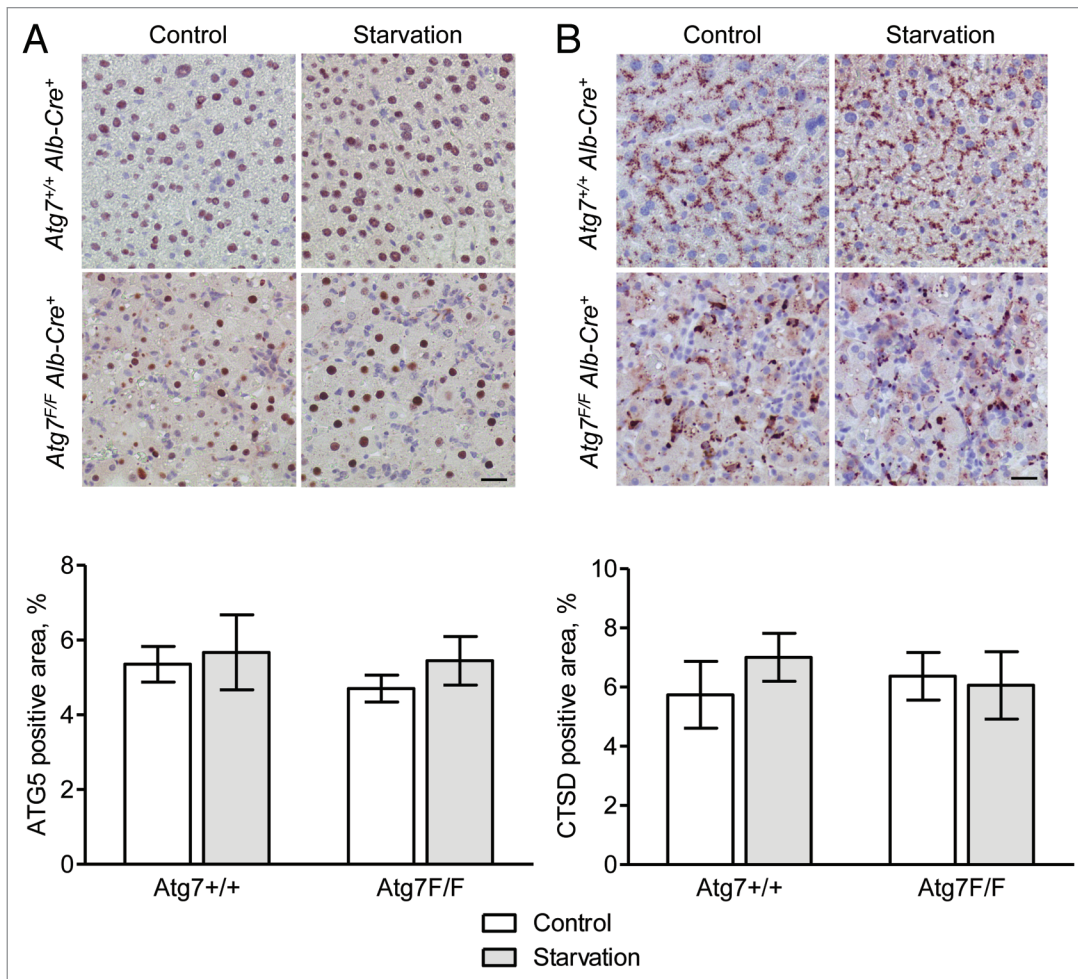 A
Control
Starvation
Atg7+/+ Alb-Cre+
Atg7F/F Alb-Cre+
B
Control
Starvation
Atg7+/+ Alb-Cre+
Atg7F/F Alb-Cre+
ATG5 positive area, %
8
6
4
2
0
Atg7+/+
Atg7F/F
CTSD positive area, %
10
8
6
4
2
0
Atg7+/+
Atg7F/F
Control
Starvation